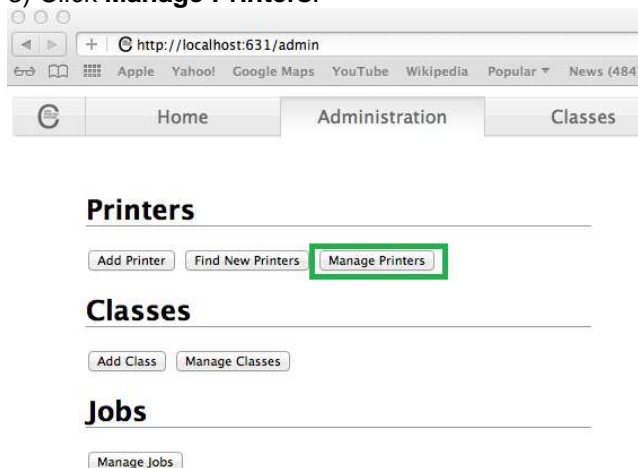 Click Manage Printers.
http://localhost:631/admin
Apple Yahoo! Google Maps YouTube Wikipedia Popular News (484)
Home Administration Classes
Printers
Add Printer Find New Printers Manage Printers
Classes
Add Class Manage Classes
Jobs
Manage Jobs